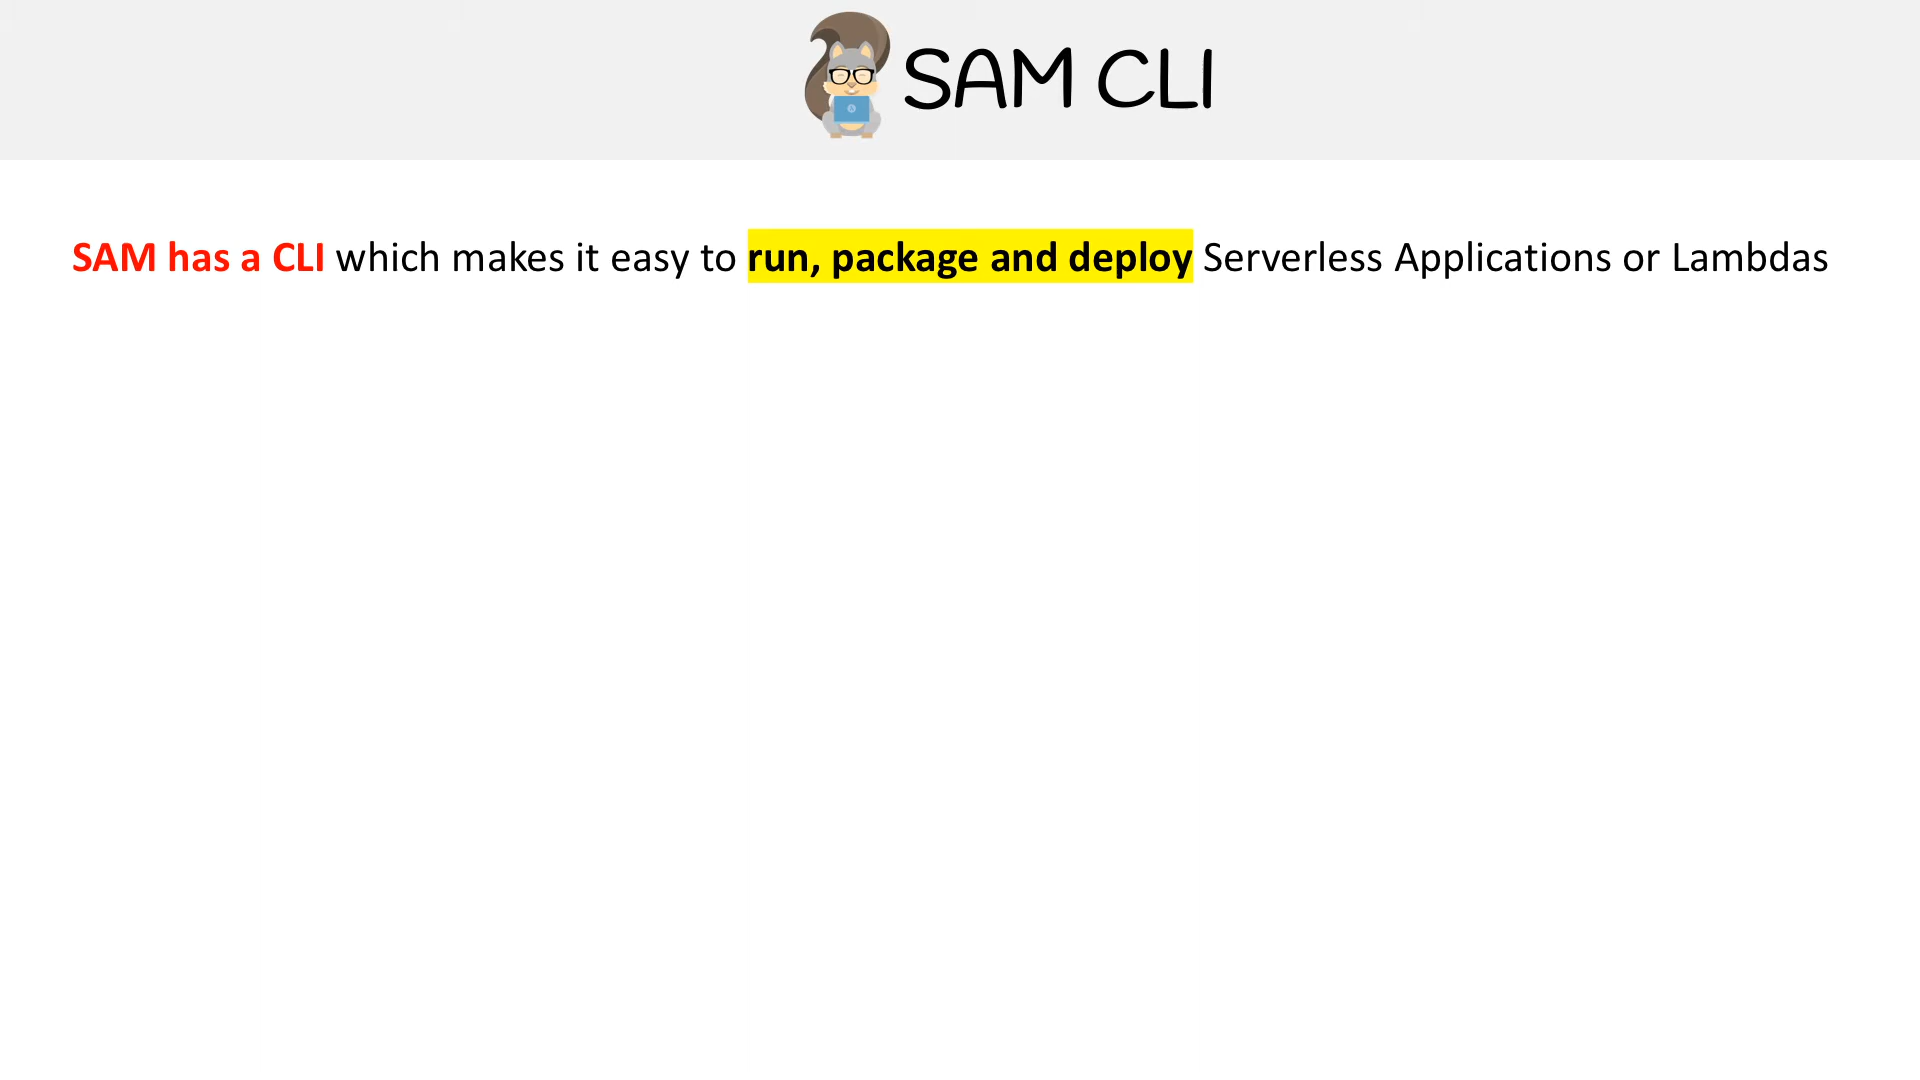 SAM CLI
SAM has a CLI which makes it easy to run, package and deploy Serverless Applications or Lambdas